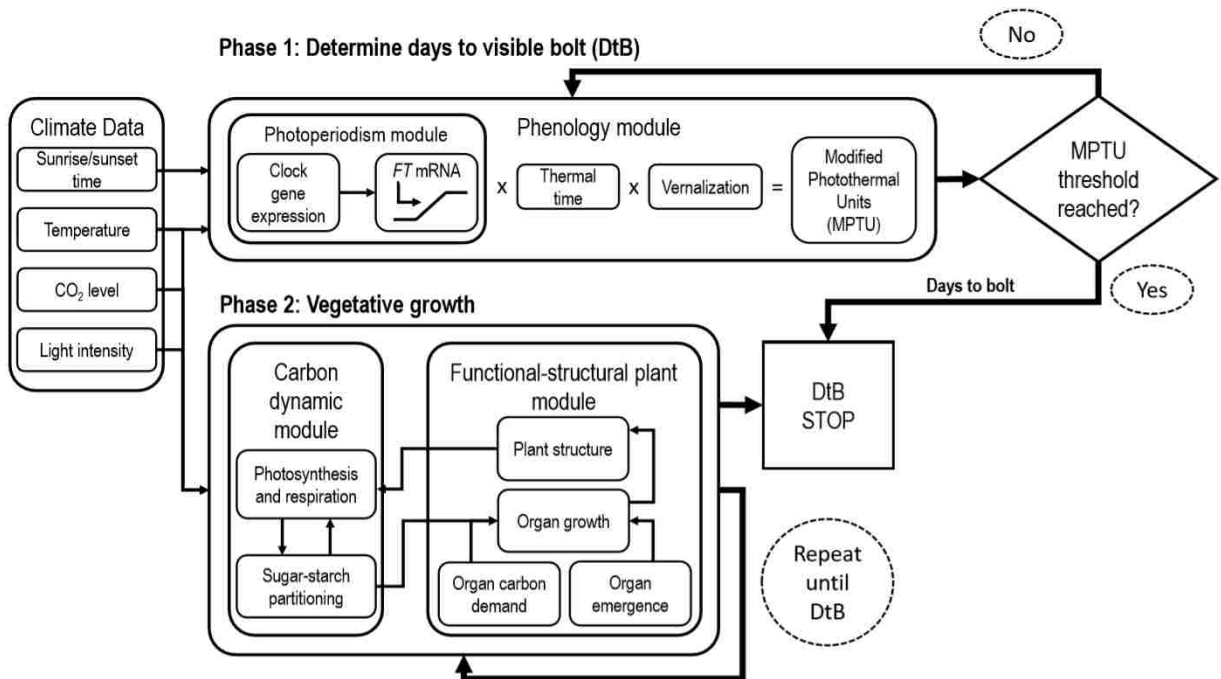 Phase 1: Determine days to visible bolt (DtB)
No
Climate Data
Sunrise/sunset
time
Temperature
CO₂ level
Light intensity
Photoperiodism module
Clock
gene
expression
FT mRNA
Phenology module
x
Thermal
time
x
Vernalization
=
Modified
Photothermal
Units
(MPTU)
MPTU
threshold
reached?
Yes
Days to bolt
DtB
STOP
Phase 2: Vegetative growth
Carbon
dynamic
module
Photosynthesis
and respiration
Sugar-starch
partitioning
Functional-structural plant
module
Plant structure
Organ growth
Organ carbon
demand
Organ
emergence
Repeat
until
DtB